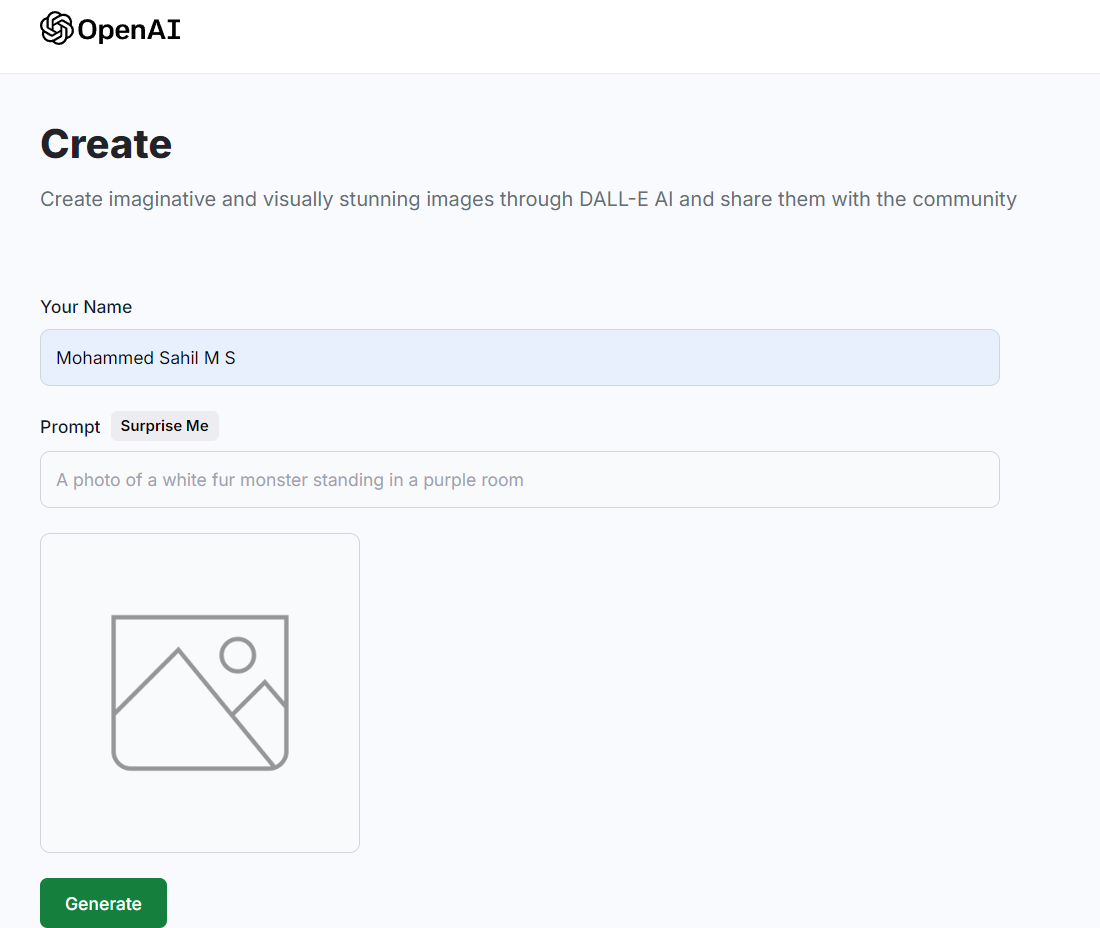 OpenAI
Create
Create imaginative and visually stunning images through DALL-E AI and share them with the community
Your Name
Mohammed Sahil M S
Prompt Surprise Me
A photo of a white fur monster standing in a purple room
Generate